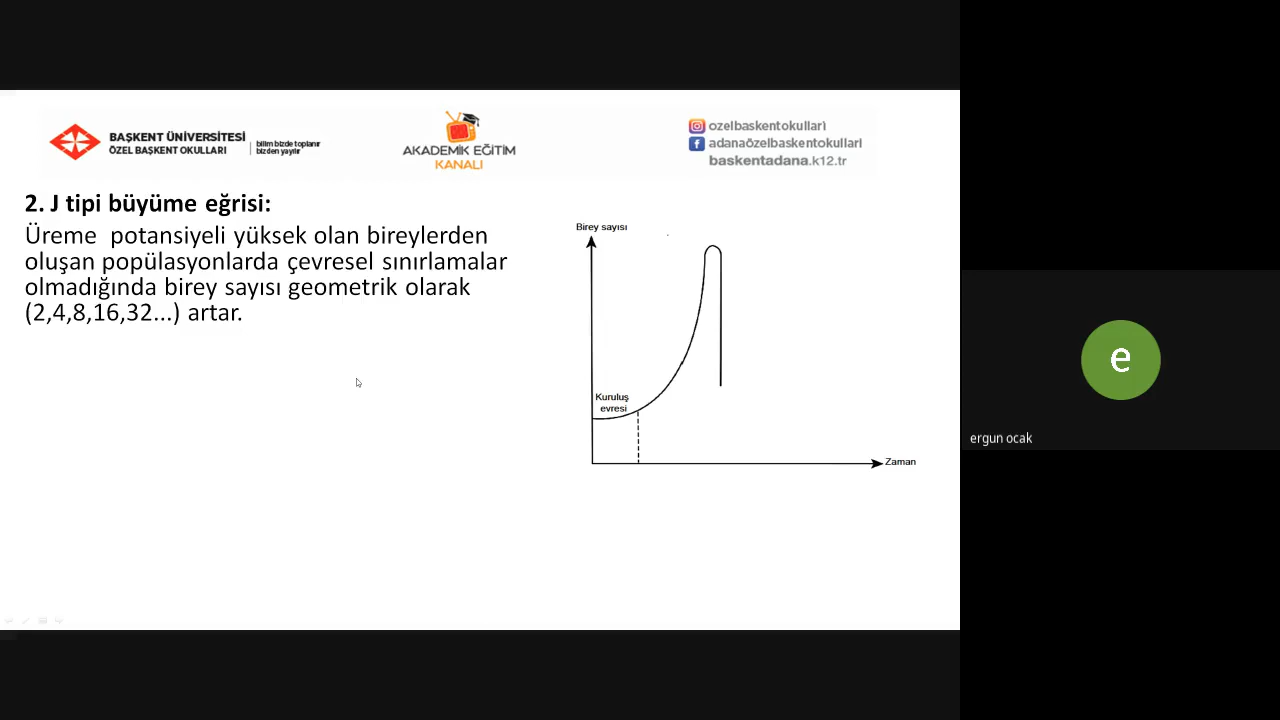 BAŞKENT ÜNİVERSİTESİ
ÖZEL BAŞKENT OKULLARI
bilim bizde toplanır
bizden yayılır
AKADEMİK EĞİTİM
KANALI
ozelbaskentokullari
adanaözelbaskentokullari
baskentadana.k12.tr
2. J tipi büyüme eğrisi:
Üreme potansiyeli yüksek olan bireylerden
oluşan popülasyonlarda çevresel sınırlamalar
olmadığında birey sayısı geometrik olarak
(2,4,8,16,32...) artar.
Birey sayısı
Kuruluş
evresi
Zaman
e
ergun ocak